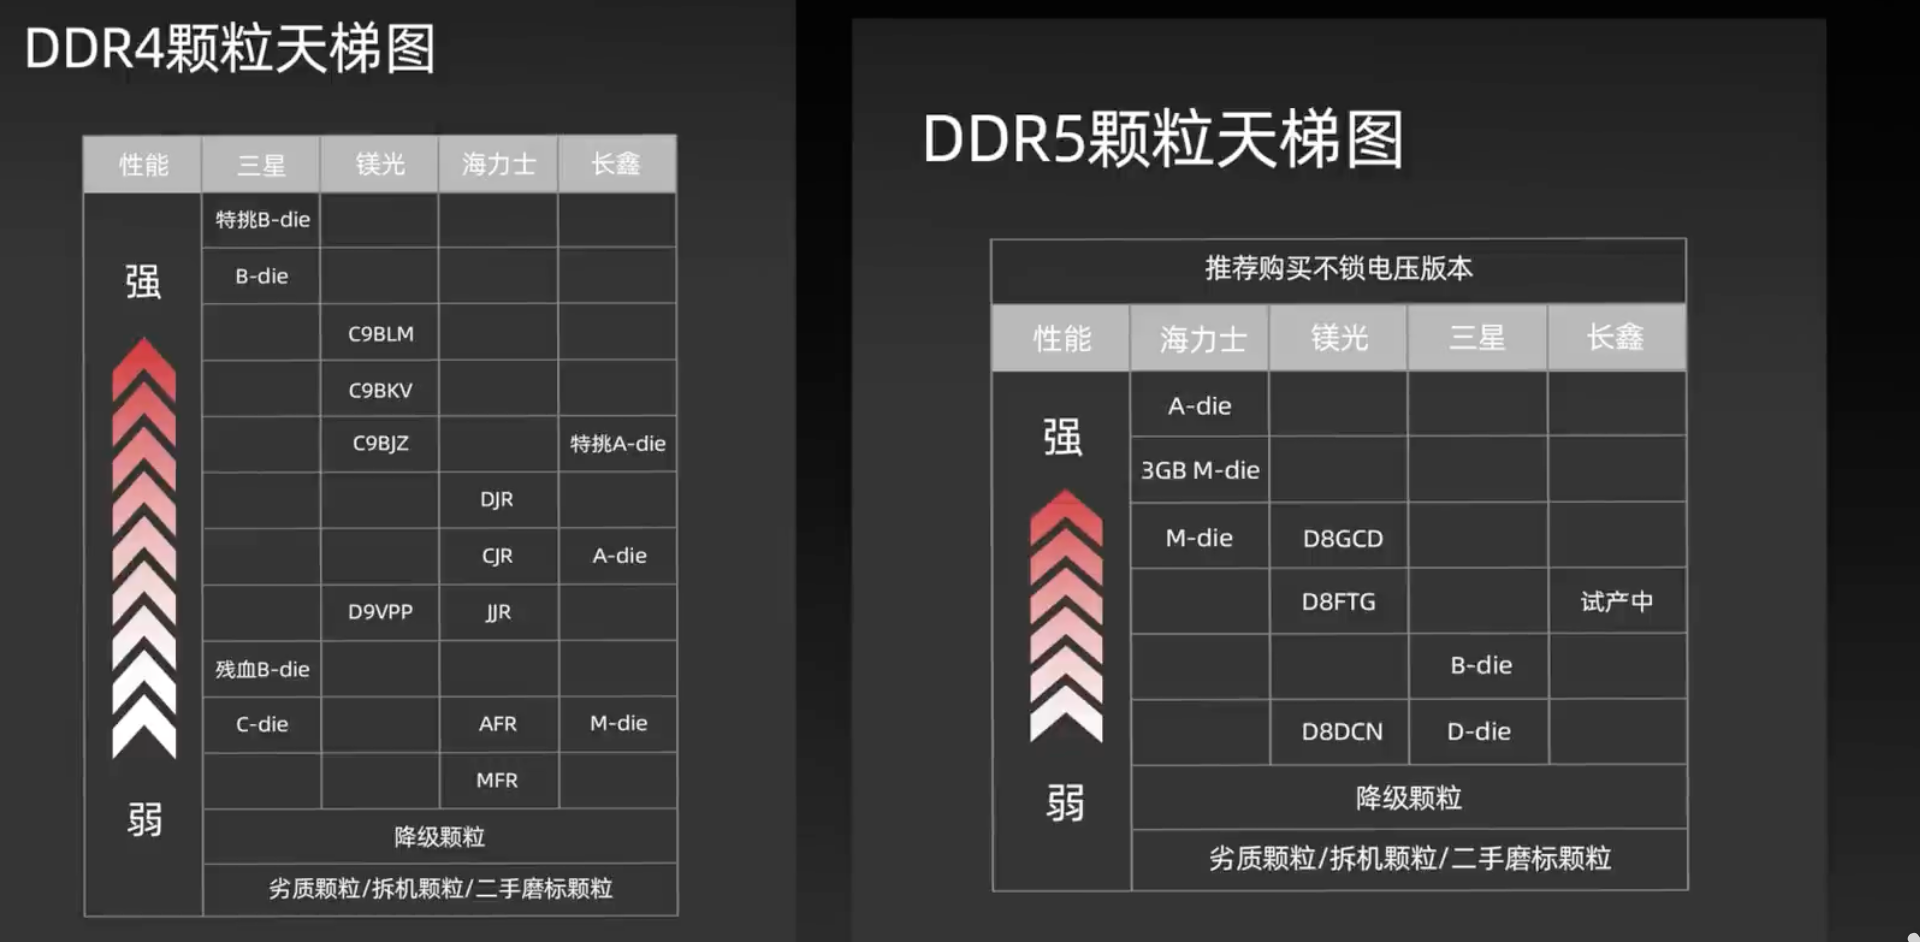 DDR4颗粒天梯图
性能 三星 镁光 海力士 长鑫
特挑B-die
强
B-die
C9BLM
C9BKV
C9BJZ 特挑A-die
DJR
CJR A-die
D9VPP JJR
残血B-die
C-die AFR M-die
MFR
弱
降级颗粒
劣质颗粒/拆机颗粒/二手磨标颗粒
DDR5颗粒天梯图
推荐购买不锁电压版本
性能 海力士 镁光 三星 长鑫
A-die
强
3GB M-die
M-die D8GCD
D8FTG 试产中
B-die
D8DCN D-die
弱
降级颗粒
劣质颗粒/拆机颗粒/二手磨标颗粒